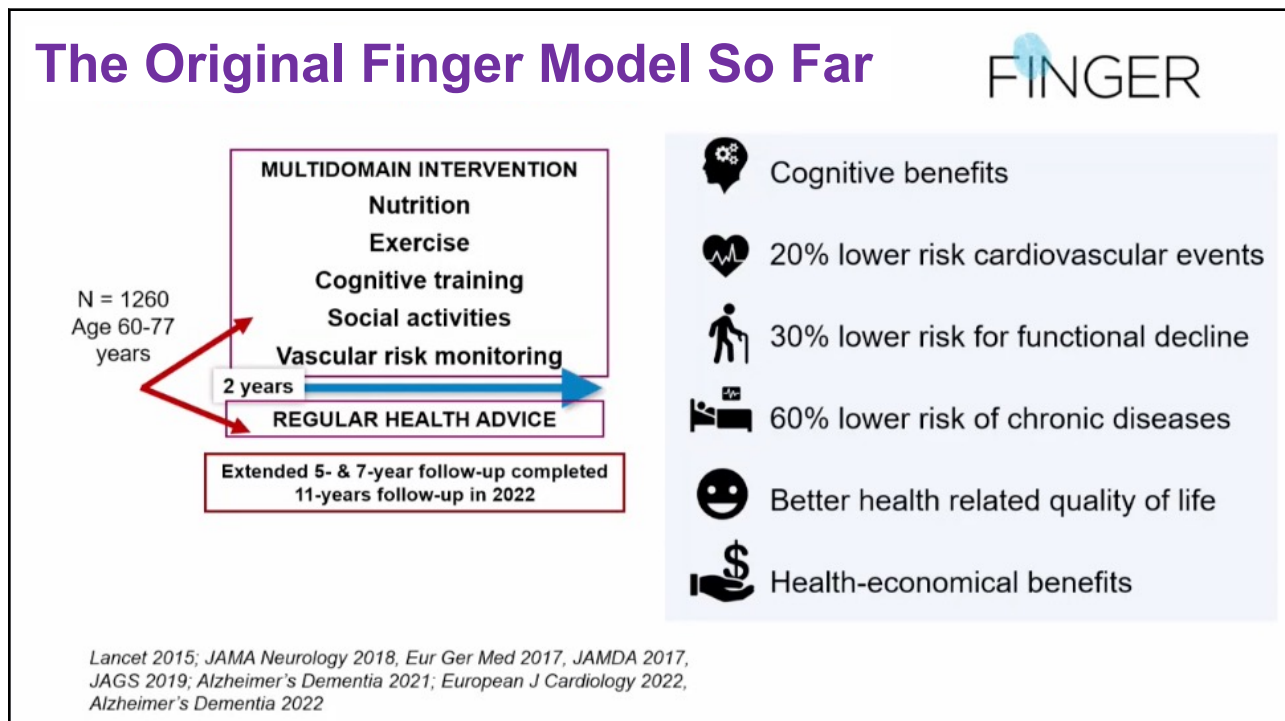 The Original Finger Model So Far
FINGER
N = 1260
Age 60-77
years
MULTIDOMAIN INTERVENTION
Nutrition
Exercise
Cognitive training
Social activities
Vascular risk monitoring
2 years
REGULAR HEALTH ADVICE
Extended 5- & 7-year follow-up completed
11-years follow-up in 2022
Cognitive benefits
20% lower risk cardiovascular events
30% lower risk for functional decline
60% lower risk of chronic diseases
Better health related quality of life
$
Health-economical benefits
Lancet 2015; JAMA Neurology 2018, Eur Ger Med 2017, JAMDA 2017,
JAGS 2019; Alzheimer's Dementia 2021; European J Cardiology 2022,
Alzheimer's Dementia 2022